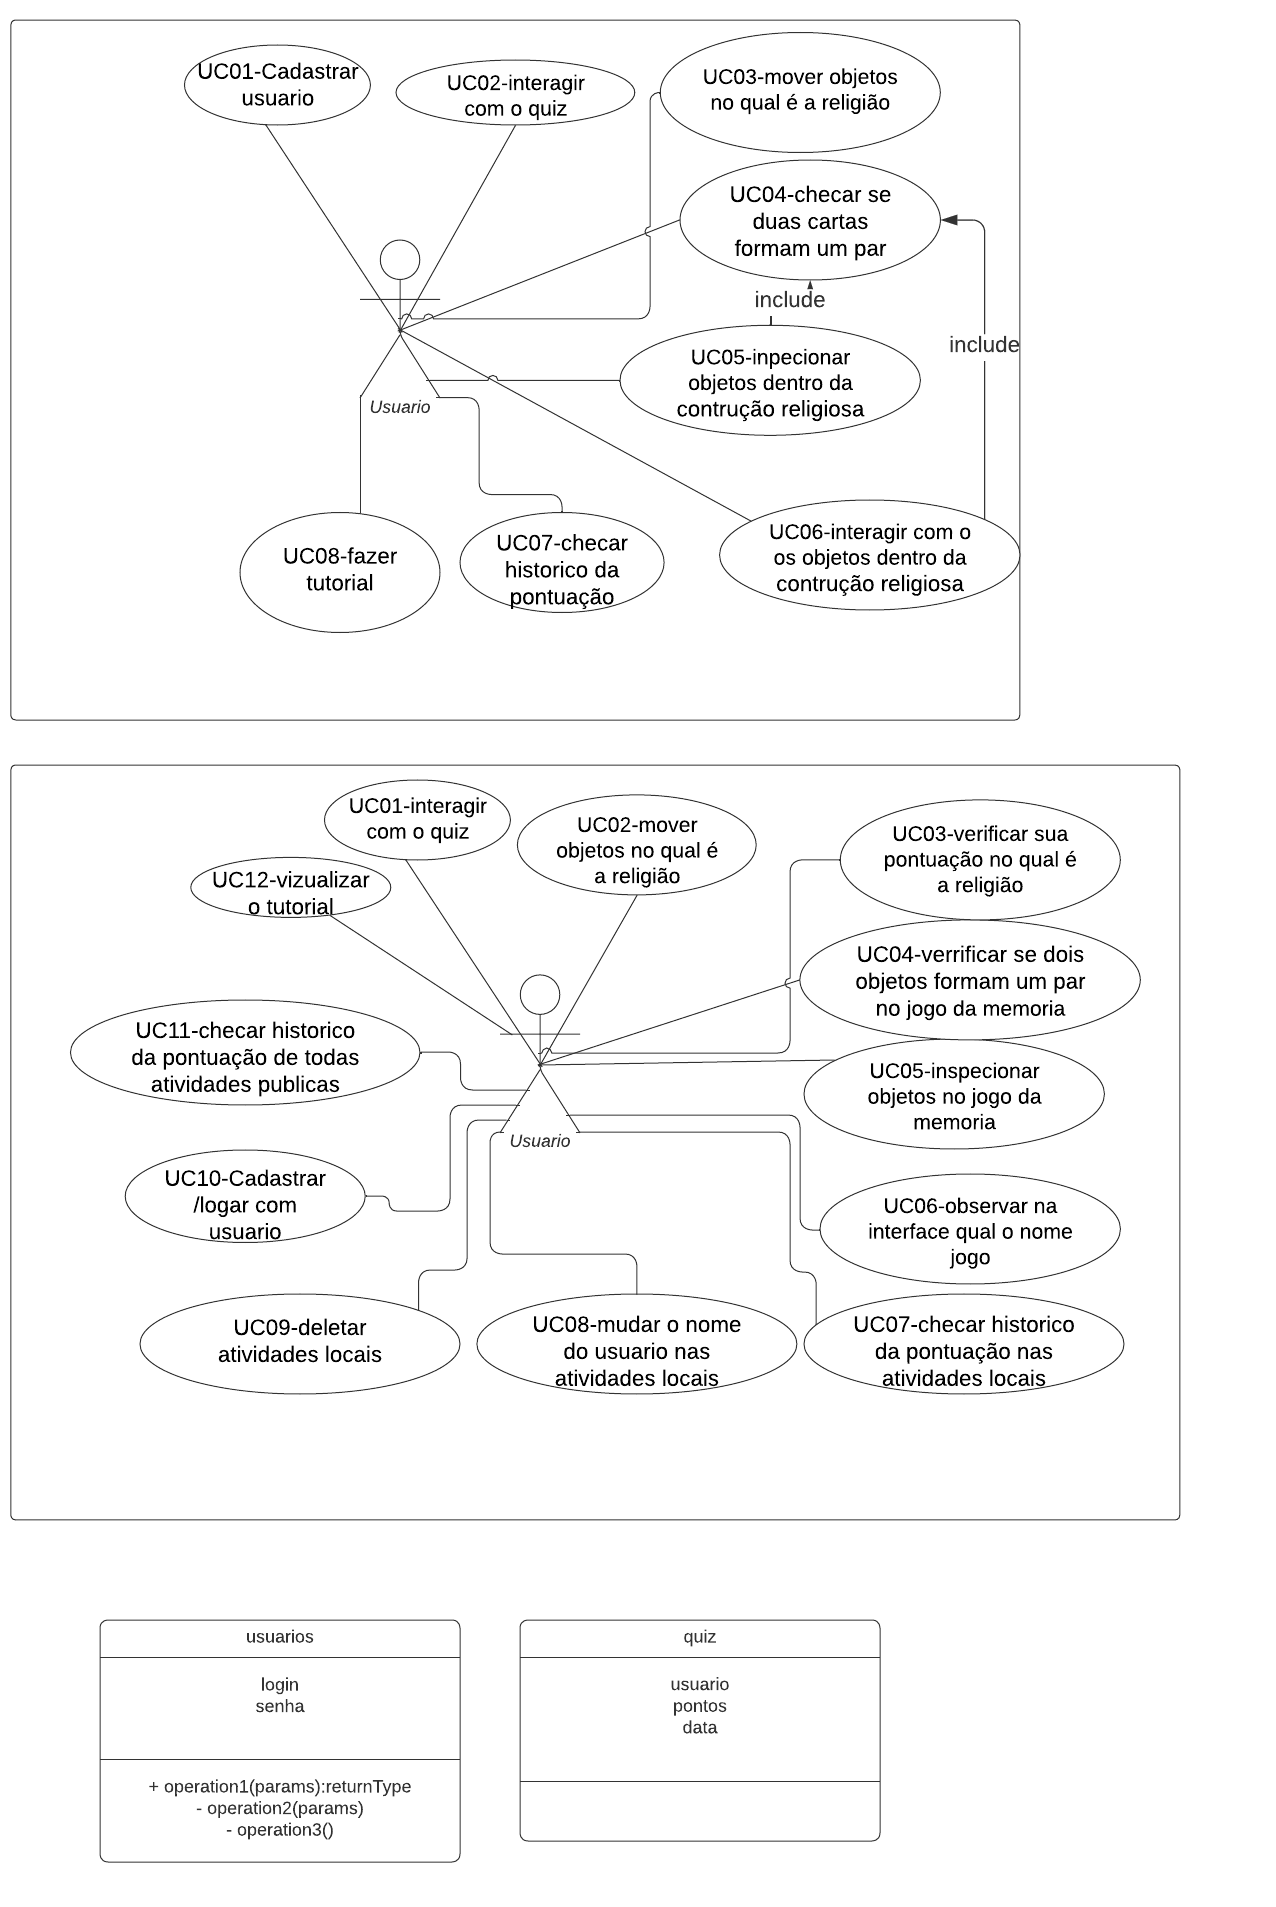 UC01-Cadastrar
usuario
UC02-interagir
com o quiz
UC03-mover objetos
no qual é a religião
UC04-checar se
duas cartas
formam um par
include
include
UC05-inpecionar
objetos dentro da
contrução religiosa
Usuario
UC06-interagir com o
os objetos dentro da
contrução religiosa
UC07-checar
historico da
pontuação
UC08-fazer
tutorial
UC01-interagir
com o quiz
UC02-mover
objetos no qual é
a religião
UC03-verificar sua
pontuação no qual é
a religião
UC12-vizualizar
o tutorial
UC04-verrificar se dois
objetos formam um par
no jogo da memoria
UC11-checar historico
da pontuação de todas
atividades publicas
UC05-inspecionar
objetos no jogo da
memoria
Usuario
UC10-Cadastrar
/logar com
usuario
UC06-observar na
interface qual o nome
jogo
UC09-deletar
atividades locais
UC08-mudar o nome
do usuario nas
atividades locais
UC07-checar historico
da pontuação nas
atividades locais
usuarios
login
senha
+ operation1(params):returnType
- operation2(params)
- operation3()
quiz
usuario
pontos
data